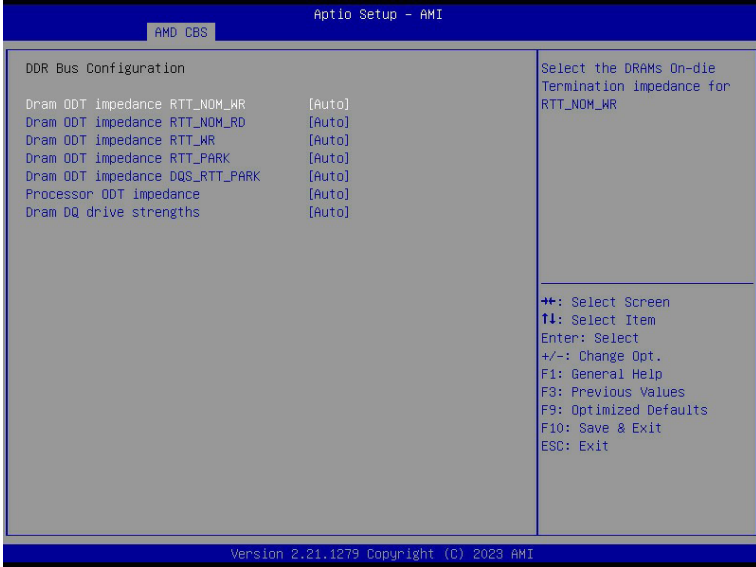 Aptio Setup - AMI
AMD CBS
DDR Bus Configuration
Dram ODT impedance RTT_NOM_WR [Auto]
Dram ODT impedance RTT_NOM_RD [Auto]
Dram ODT impedance RTT_WR [Auto]
Dram ODT impedance RTT_PARK [Auto]
Dram ODT impedance DQS_RTT_PARK [Auto]
Processor ODT impedance [Auto]
Dram DQ drive strengths [Auto]
Select the DRAMs On-die
Termination impedance for
RTT_NOM_WR
→←: Select Screen
↑↓: Select Item
Enter: Select
+/-: Change Opt.
F1: General Help
F3: Previous Values
F9: Optimized Defaults
F10: Save & Exit
ESC: Exit
Version 2.21.1279 Copyright (C) 2023 AMI